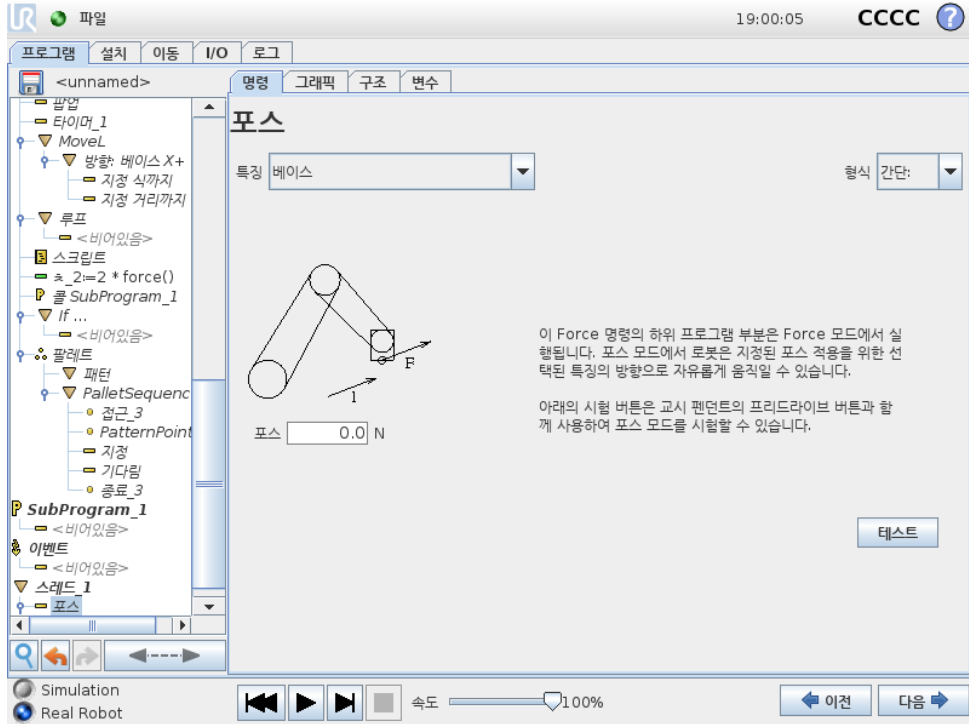 UR 파일 19:00:05 CCCC ?
프로그램 설치 이동 I/O 로그
<unnamed>
명령 그래픽 구조 변수
팝업
타이머_1
MoveL
방향: 베이스 X+
지정 식까지
지정 거리까지
루프
<비어있음>
스크립트
콜 SubProgram_1
If ...
<비어있음>
팔레트
패턴
PalletSequenc
접근_3
PatternPoint
지정
기다림
종료_3
P SubProgram_1
<비어있음>
이벤트
<비어있음>
스레드_1
포스
포스
특징 베이스
형식 간단:
F
1
포스 0.0 N
이 Force 명령의 하위 프로그램 부분은 Force 모드에서 실
행됩니다. 포스 모드에서 로봇은 지정된 포스 적용을 위한 선
택된 특징의 방향으로 자유롭게 움직일 수 있습니다.
아래의 시험 버튼은 교시 펜던트의 프리드라이브 버튼과 함
께 사용하여 포스 모드를 시험할 수 있습니다.
테스트
Simulation
Real Robot
속도 100%
이전 다음